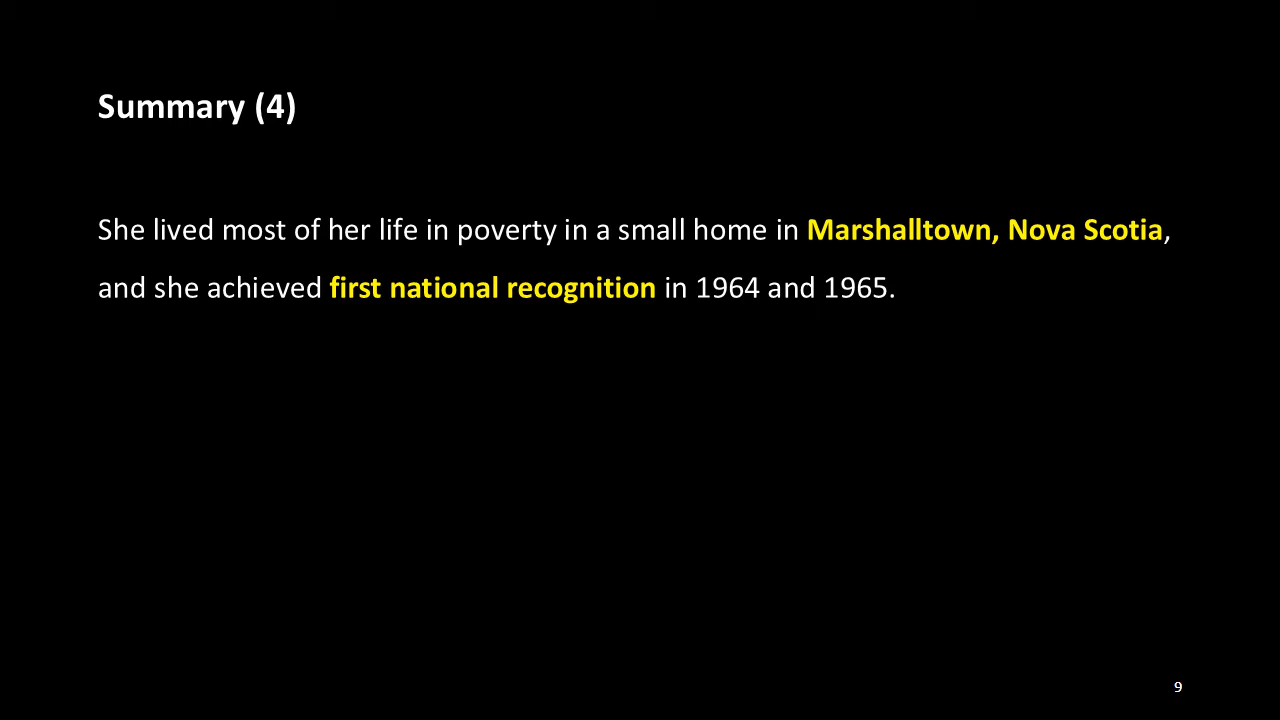 Summary (4)
She lived most of her life in poverty in a small home in Marshalltown, Nova Scotia,
and she achieved first national recognition in 1964 and 1965.
9